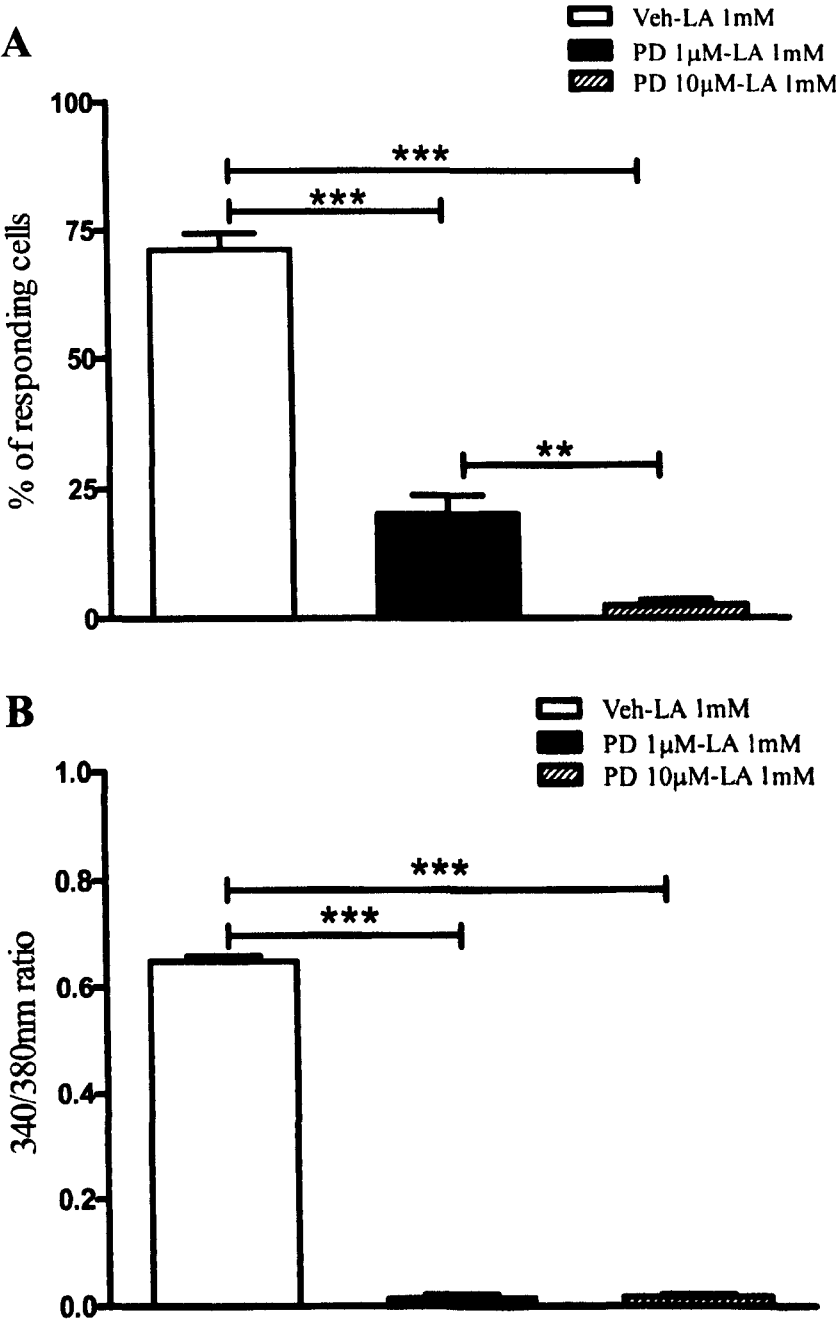 A
Veh-LA 1mM
PD 1μM-LA 1mM
PD 10μM-LA 1mM
100
***
***
75
% of responding cells
50
**
25
0
B
Veh-LA 1mM
PD 1μM-LA 1mM
PD 10μM-LA 1mM
1.0
***
0.8
***
340/380nm ratio
0.6
0.4
0.2
0.0